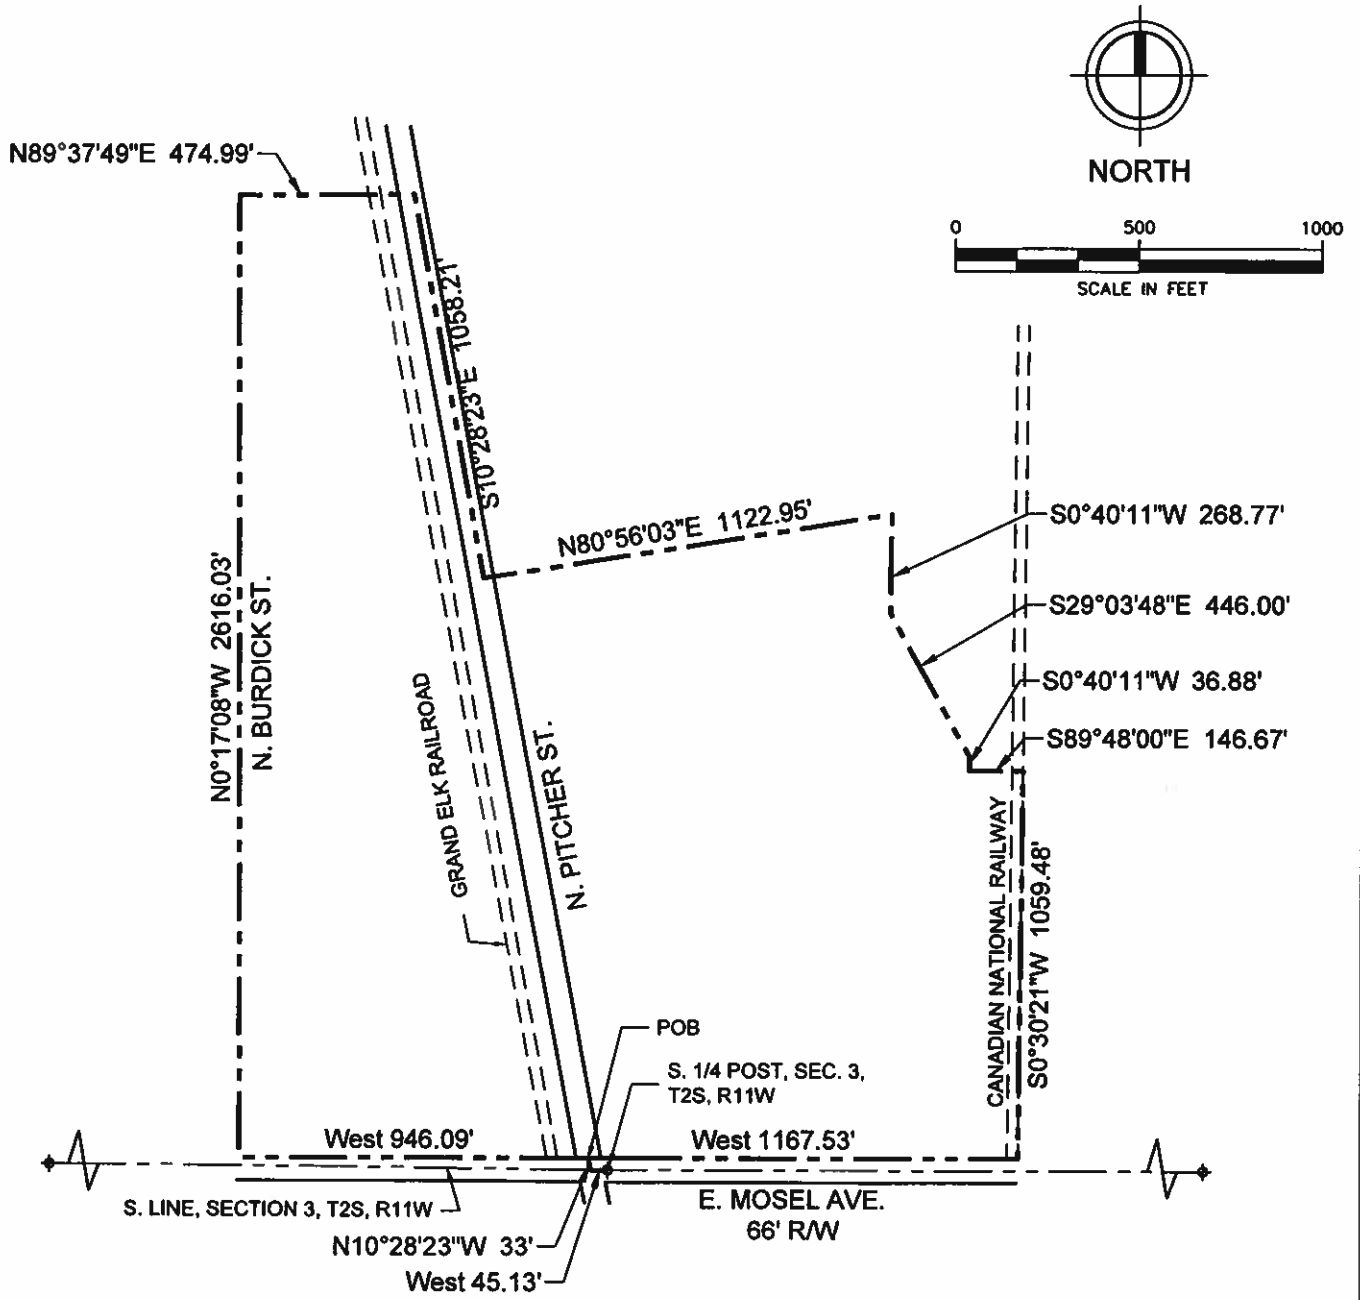 NORTH
0 500 1000
SCALE IN FEET
N89°37'49"E 474.99'
S10°28'23"E 1058.21'
N80°56'03"E 1122.95'
S0°40'11"W 268.77'
S29°03'48"E 446.00'
S0°40'11"W 36.88'
S89°48'00"E 146.67'
N0°17'08"W 2616.03'
N. BURDICK ST.
GRAND ELK RAILROAD
N. PITCHER ST.
CANADIAN NATIONAL RAILWAY
S0°30'21"W 1059.48'
POB
S. 1/4 POST, SEC. 3,
T2S, R11W
West 946.09'
West 1167.53'
S. LINE, SECTION 3, T2S, R11W
E. MOSEL AVE.
66' R/W
N10°28'23"W 33'
West 45.13'